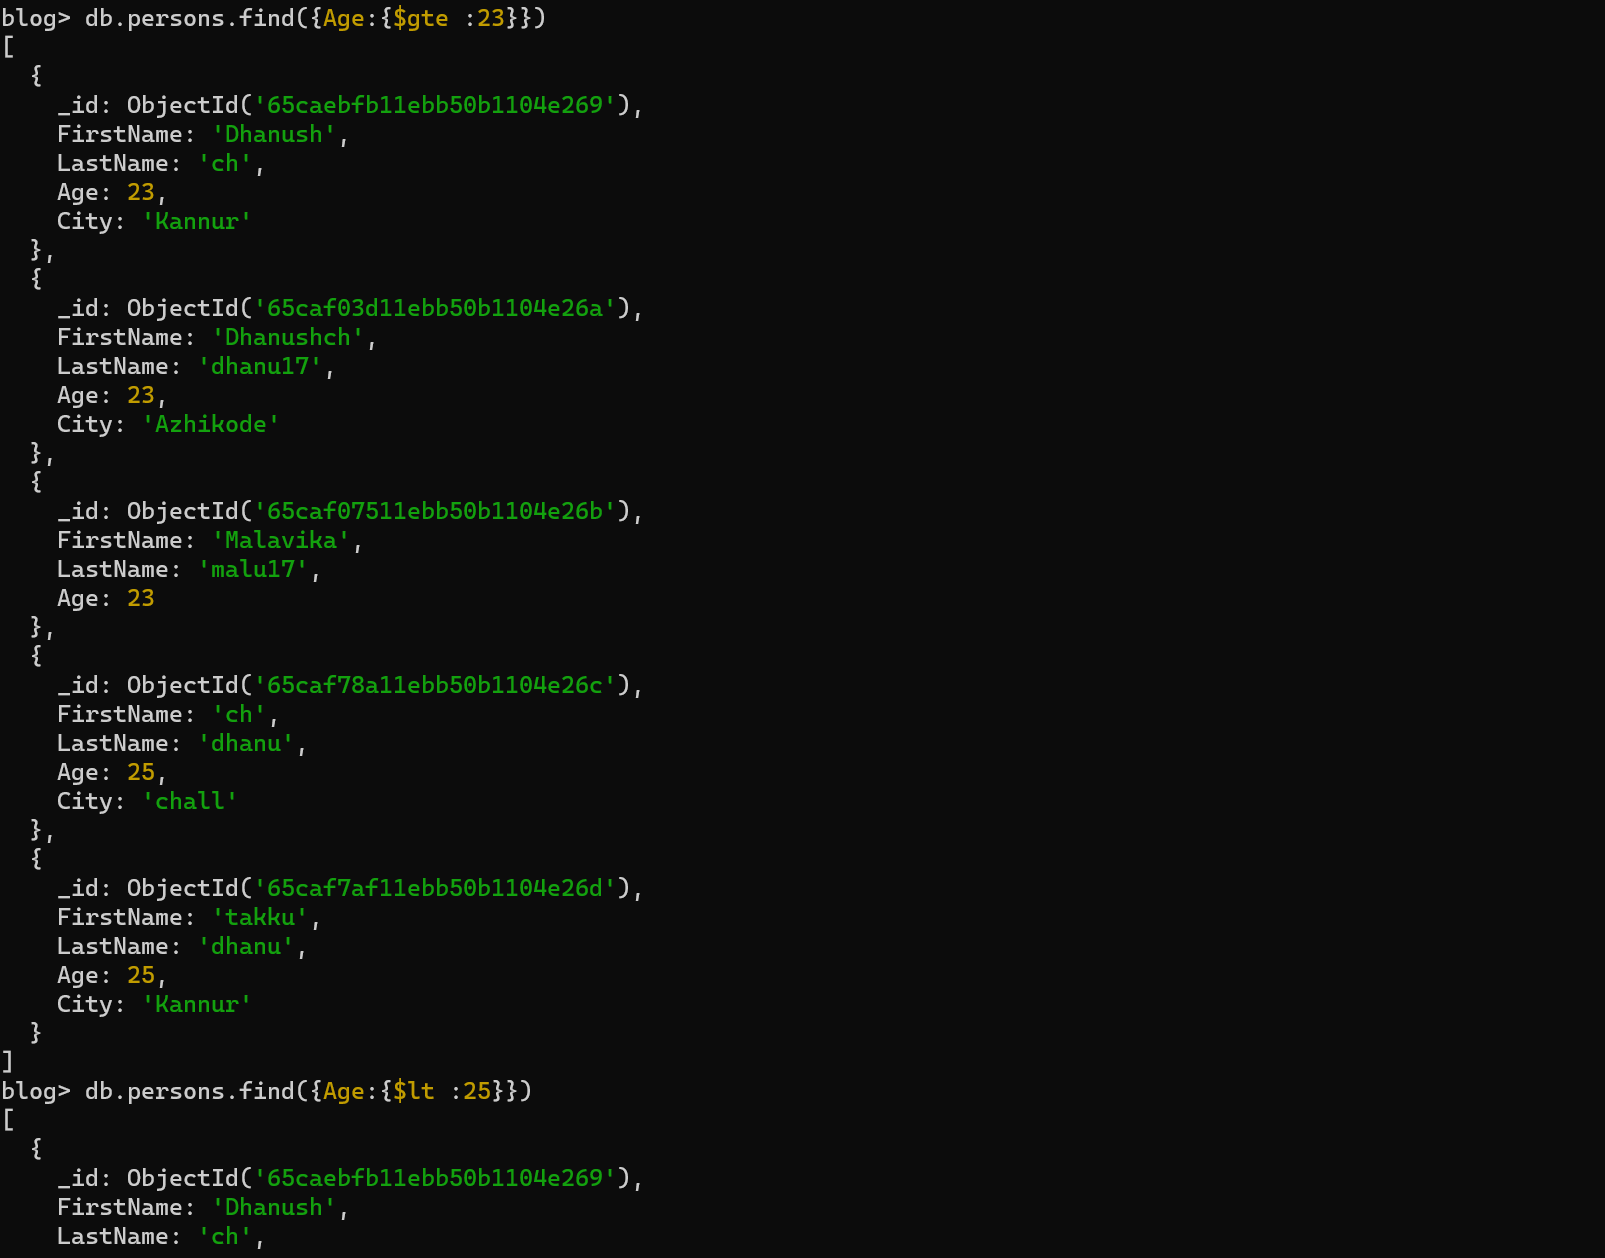 blog> db.persons.find({Age:{$gte :23}})
[
  {
    _id: ObjectId('65caebfb11ebb50b1104e269'),
    FirstName: 'Dhanush',
    LastName: 'ch',
    Age: 23,
    City: 'Kannur'
  },
  {
    _id: ObjectId('65caf03d11ebb50b1104e26a'),
    FirstName: 'Dhanushch',
    LastName: 'dhanu17',
    Age: 23,
    City: 'Azhikode'
  },
  {
    _id: ObjectId('65caf07511ebb50b1104e26b'),
    FirstName: 'Malavika',
    LastName: 'malu17',
    Age: 23
  },
  {
    _id: ObjectId('65caf78a11ebb50b1104e26c'),
    FirstName: 'ch',
    LastName: 'dhanu',
    Age: 25,
    City: 'chall'
  },
  {
    _id: ObjectId('65caf7af11ebb50b1104e26d'),
    FirstName: 'takku',
    LastName: 'dhanu',
    Age: 25,
    City: 'Kannur'
  }
]
blog> db.persons.find({Age:{$lt :25}})
[
  {
    _id: ObjectId('65caebfb11ebb50b1104e269'),
    FirstName: 'Dhanush',
    LastName: 'ch',